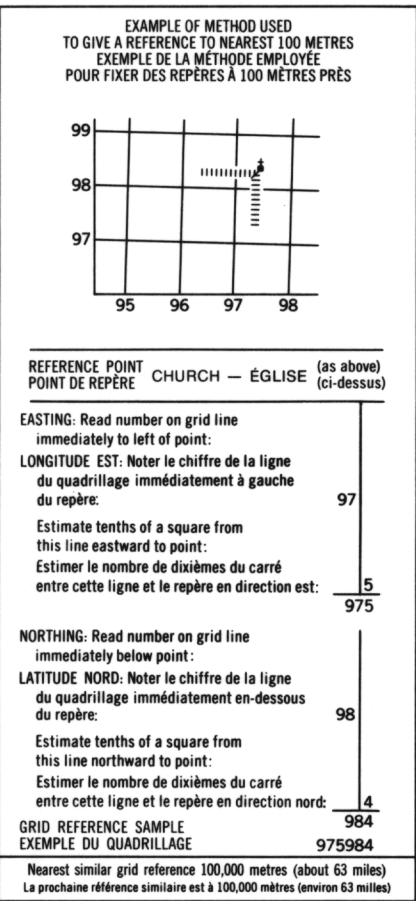 EXAMPLE OF METHOD USED
TO GIVE A REFERENCE TO NEAREST 100 METRES
EXEMPLE DE LA MÉTHODE EMPLOYÉE
POUR FIXER DES REPÈRES À 100 MÈTRES PRÈS
99
98
97
95 96 97 98
REFERENCE POINT
POINT DE REPÈRE
CHURCH — ÉGLISE
(as above)
(ci-dessus)
EASTING: Read number on grid line
immediately to left of point:
LONGITUDE EST: Noter le chiffre de la ligne
du quadrillage immédiatement à gauche
du repère: 97
Estimate tenths of a square from
this line eastward to point:
Estimer le nombre de dixièmes du carré
entre cette ligne et le repère en direction est: 5
975
NORTHING: Read number on grid line
immediately below point:
LATITUDE NORD: Noter le chiffre de la ligne
du quadrillage immédiatement en-dessous
du repère: 98
Estimate tenths of a square from
this line northward to point:
Estimer le nombre de dixièmes du carré
entre cette ligne et le repère en direction nord: 4
984
GRID REFERENCE SAMPLE
EXEMPLE DU QUADRILLAGE 975984
Nearest similar grid reference 100,000 metres (about 63 miles)
La prochaine référence similaire est à 100,000 mètres (environ 63 milles)